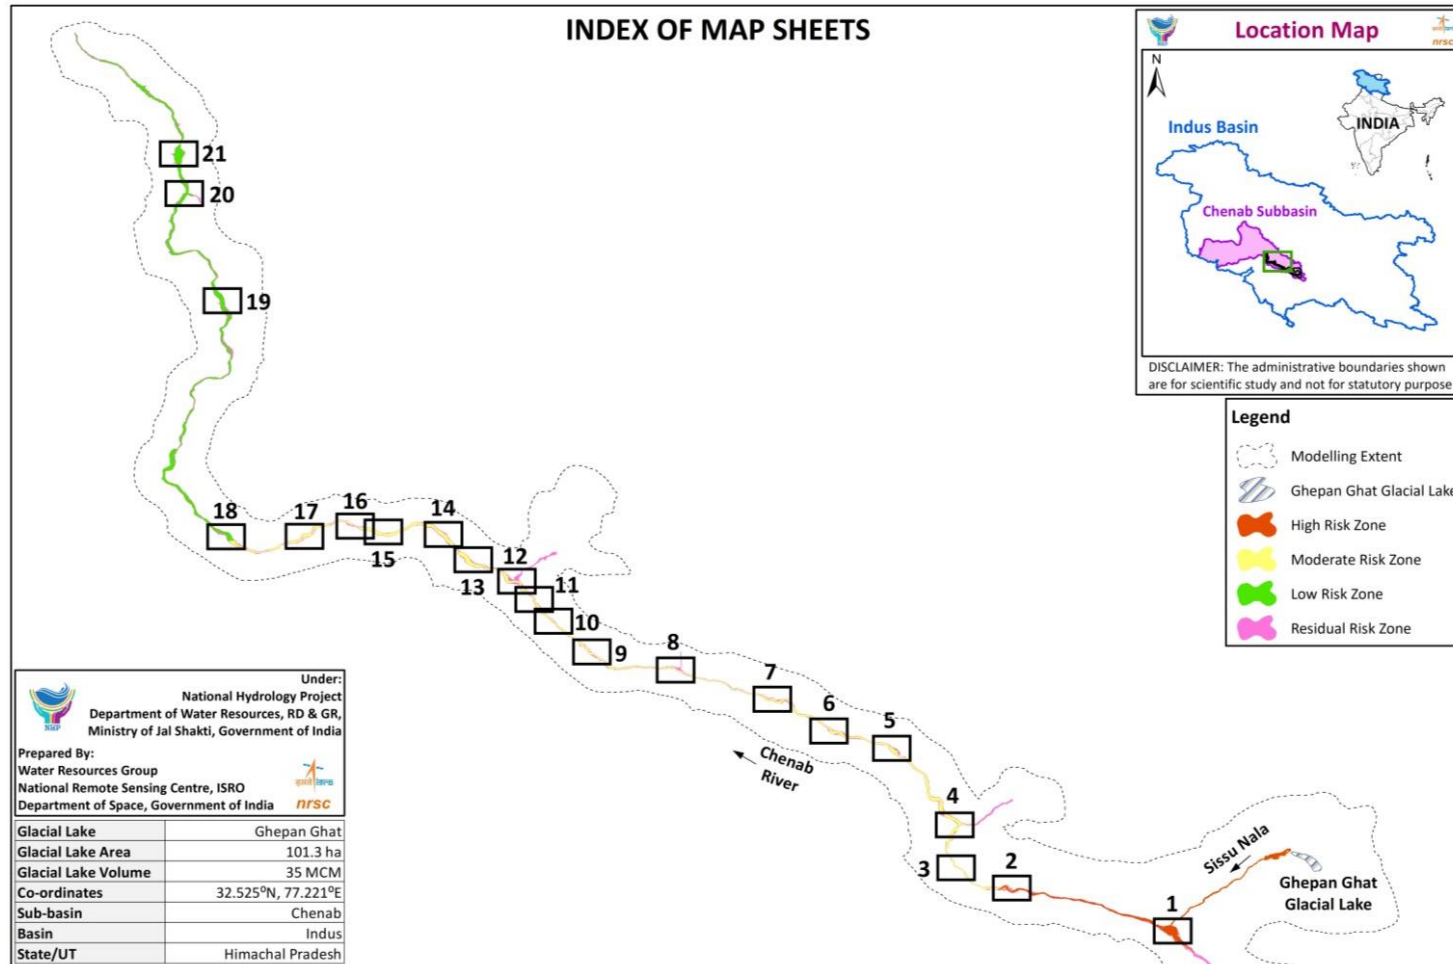 INDEX OF MAP SHEETS
Location Map
nrsc
N
INDIA
Indus Basin
Chenab Subbasin
DISCLAIMER: The administrative boundaries shown
are for scientific study and not for statutory purpose
Legend
Modelling Extent
Ghepan Ghat Glacial Lake
High Risk Zone
Moderate Risk Zone
Low Risk Zone
Residual Risk Zone
21
20
19
18
17
16
15
14
13
12
11
10
9
8
7
6
5
4
3
2
1
Chenab
River
Sissu Nala
Ghepan Ghat
Glacial Lake
NHP
Under:
National Hydrology Project
Department of Water Resources, RD & GR,
Ministry of Jal Shakti, Government of India
Prepared By:
Water Resources Group
National Remote Sensing Centre, ISRO
Department of Space, Government of India
nrsc
Glacial Lake Ghepan Ghat
Glacial Lake Area 101.3 ha
Glacial Lake Volume 35 MCM
Co-ordinates 32.525⁰N, 77.221⁰E
Sub-basin Chenab
Basin Indus
State/UT Himachal Pradesh